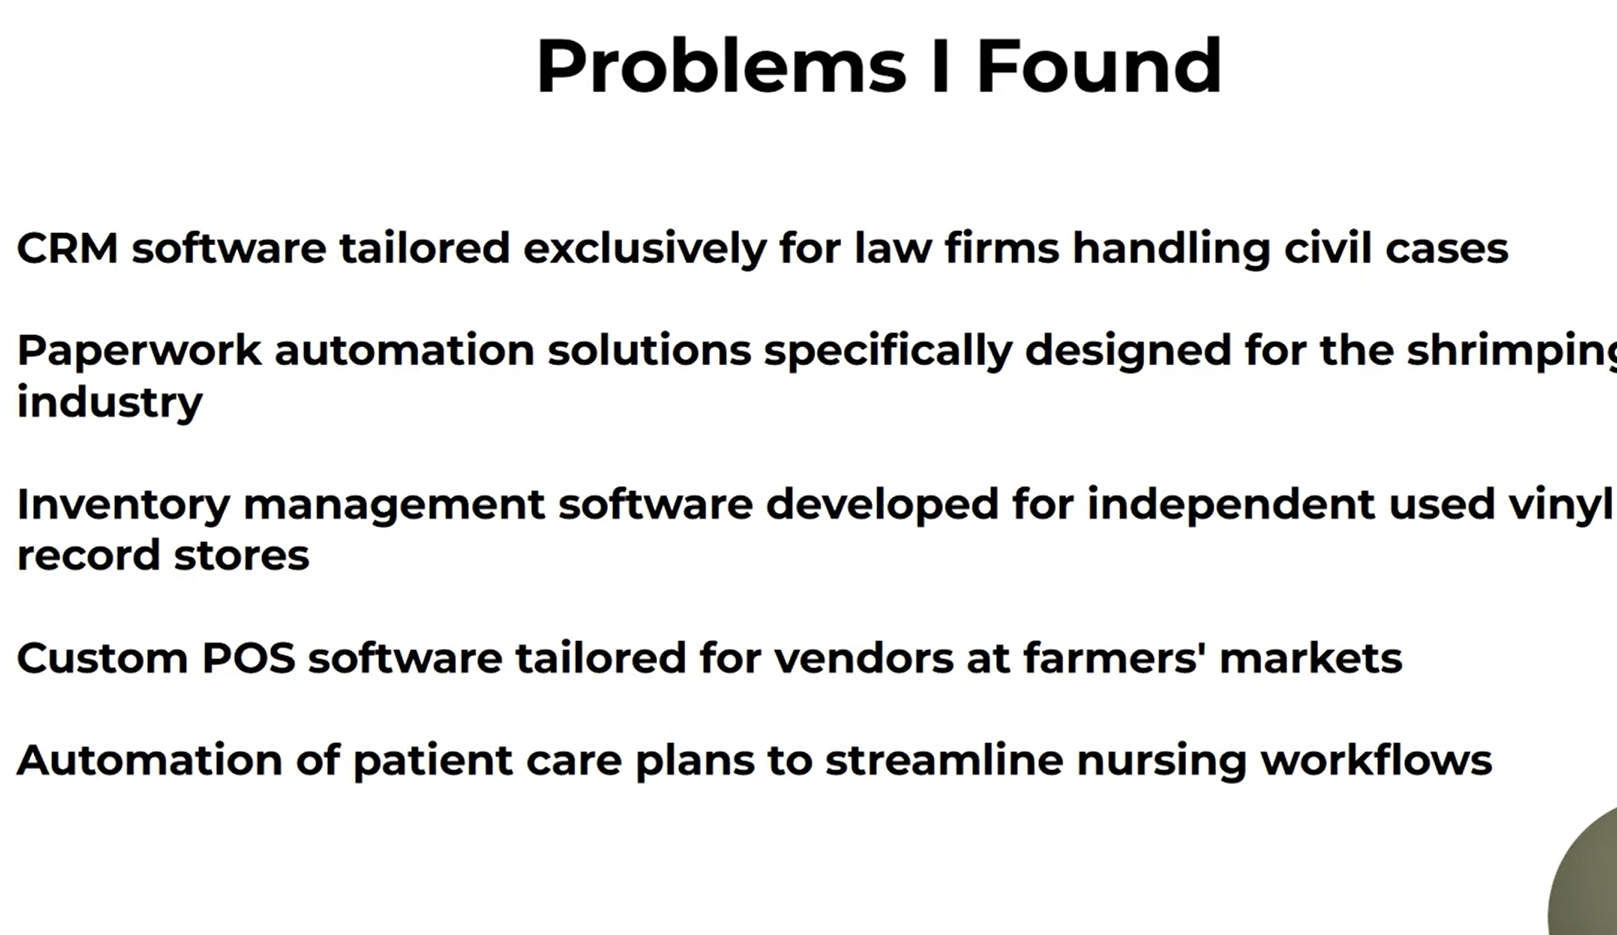 Problems I Found
CRM software tailored exclusively for law firms handling civil cases
Paperwork automation solutions specifically designed for the shrimping
industry
Inventory management software developed for independent used vinyl
record stores
Custom POS software tailored for vendors at farmers' markets
Automation of patient care plans to streamline nursing workflows